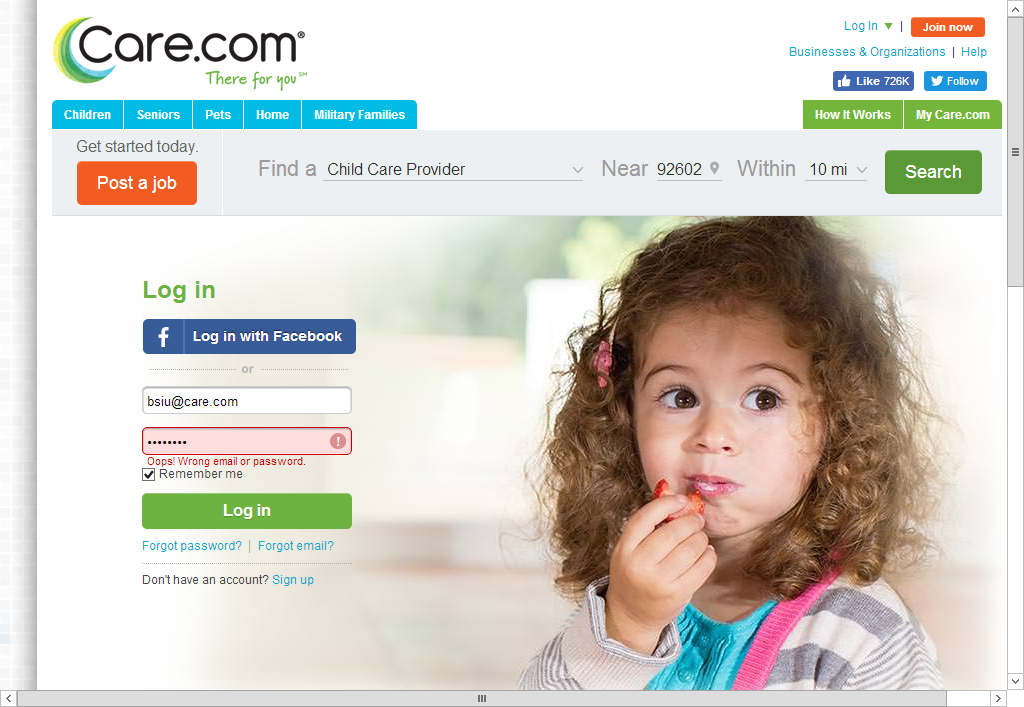 Care.com®
There for you℠
Log In | Join now
Businesses & Organizations | Help
Like 726K Follow
Children Seniors Pets Home Military Families How It Works My Care.com
Get started today.
Post a job
Find a Child Care Provider Near 92602 Within 10 mi Search
Log in
f Log in with Facebook
or
bsiu@care.com
••••••••
Oops! Wrong email or password.
Remember me
Log in
Forgot password? | Forgot email?
Don't have an account? Sign up